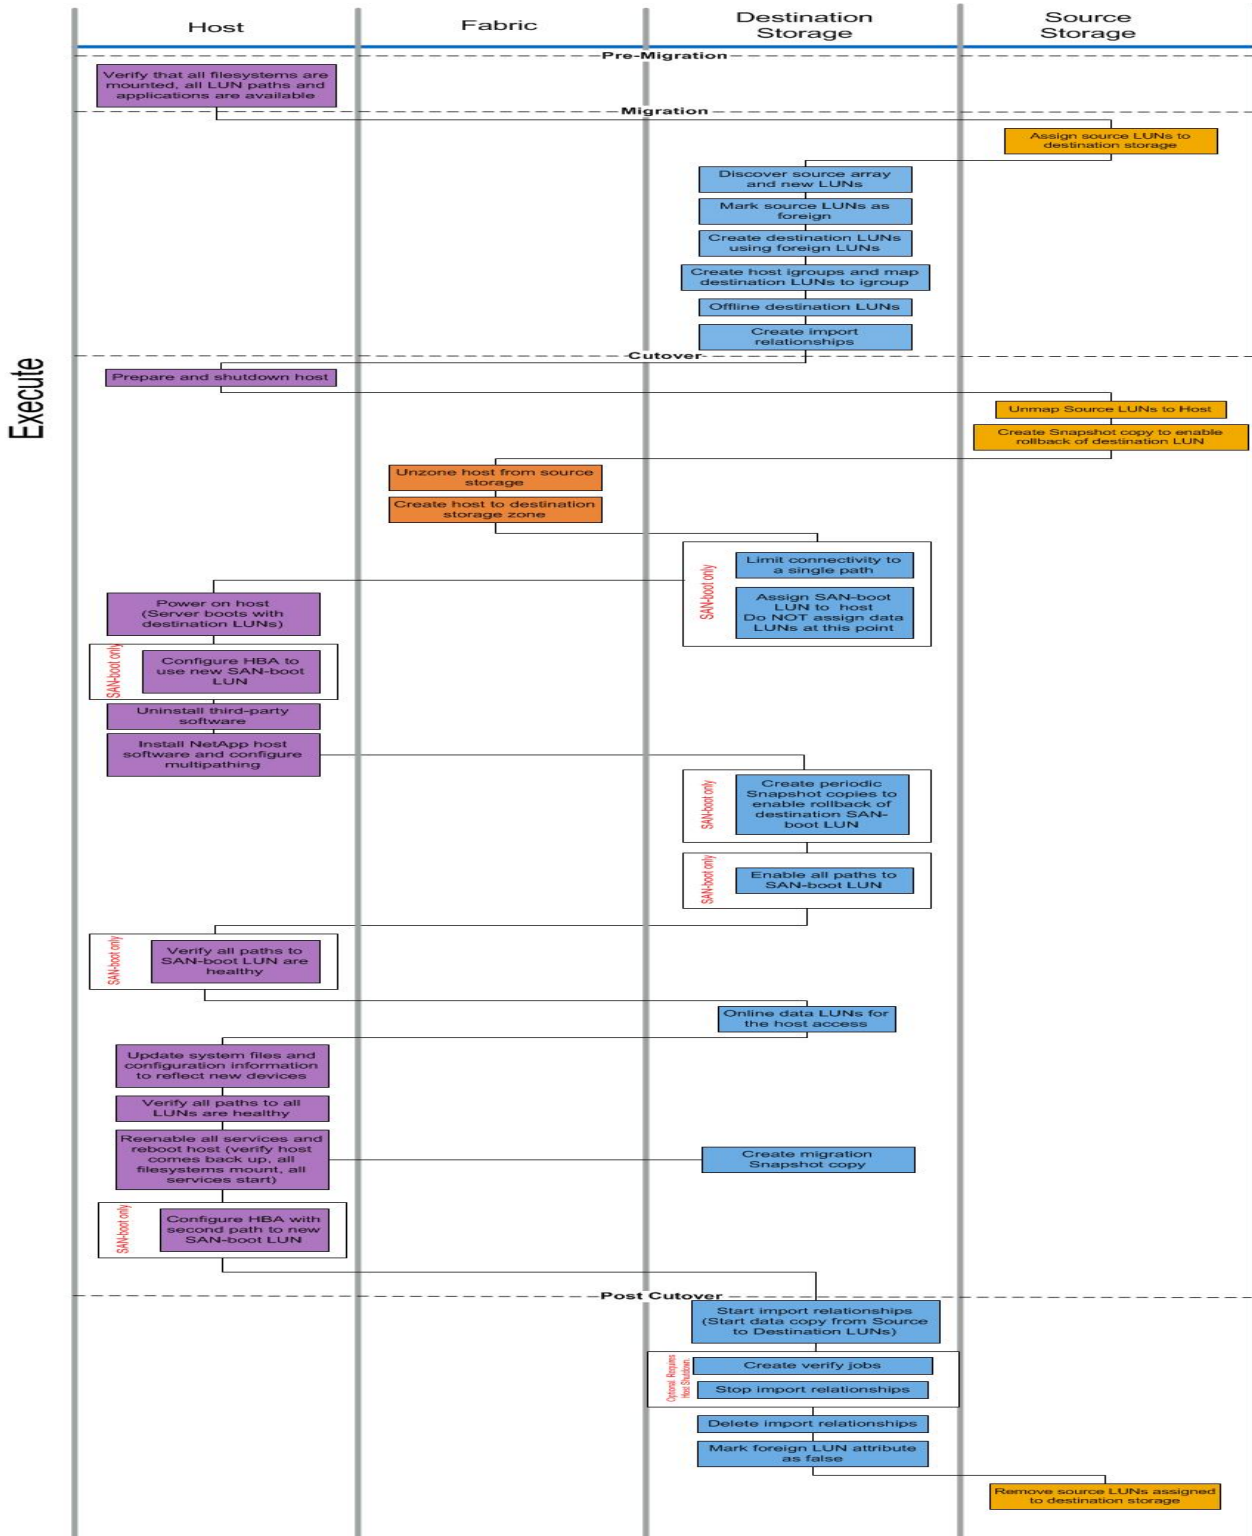 Host
Fabric
Destination
Storage
Source
Storage
Pre-Migration
Verify that all filesystems are
mounted, all LUN paths and
applications are available
Migration
Assign source LUNs to
destination storage
Discover source array
and new LUNs
Mark source LUNs as
foreign
Create destination LUNs
using foreign LUNs
Create host igroups and map
destination LUNs to igroup
Offline destination LUNs
Create import
relationships
Execute
Cutover
Prepare and shutdown host
Unmap Source LUNs to Host
Create Snapshot copy to enable
rollback of destination LUN
Unzone host from source
storage
Create host to destination
storage zone
SAN-boot only
Limit connectivity to
a single path
Assign SAN-boot
LUN to host
Do NOT assign data
LUNs at this point
Power on host
(Server boots with
destination LUNs)
SAN-boot only
Configure HBA to
use new SAN-boot
LUN
Uninstall third-party
software
Install NetApp host
software and configure
multipathing
SAN-boot only
Create periodic
Snapshot copies to
enable rollback of
destination SAN-
boot LUN
SAN-boot only
Enable all paths to
SAN-boot LUN
SAN-boot only
Verify all paths to
SAN-boot LUN are
healthy
Online data LUNs for
the host access
Update system files and
configuration information
to reflect new devices
Verify all paths to all
LUNs are healthy
Reenable all services and
reboot host (verify host
comes back up, all
filesystems mount, all
services start)
Create migration
Snapshot copy
SAN-boot only
Configure HBA with
second path to new
SAN-boot LUN
Post Cutover
Start import relationships
(Start data copy from Source
to Destination LUNs)
Optional. Requires
Host Shutdown.
Create verify jobs
Stop import relationships
Delete import relationships
Mark foreign LUN attribute
as false
Remove source LUNs assigned
to destination storage